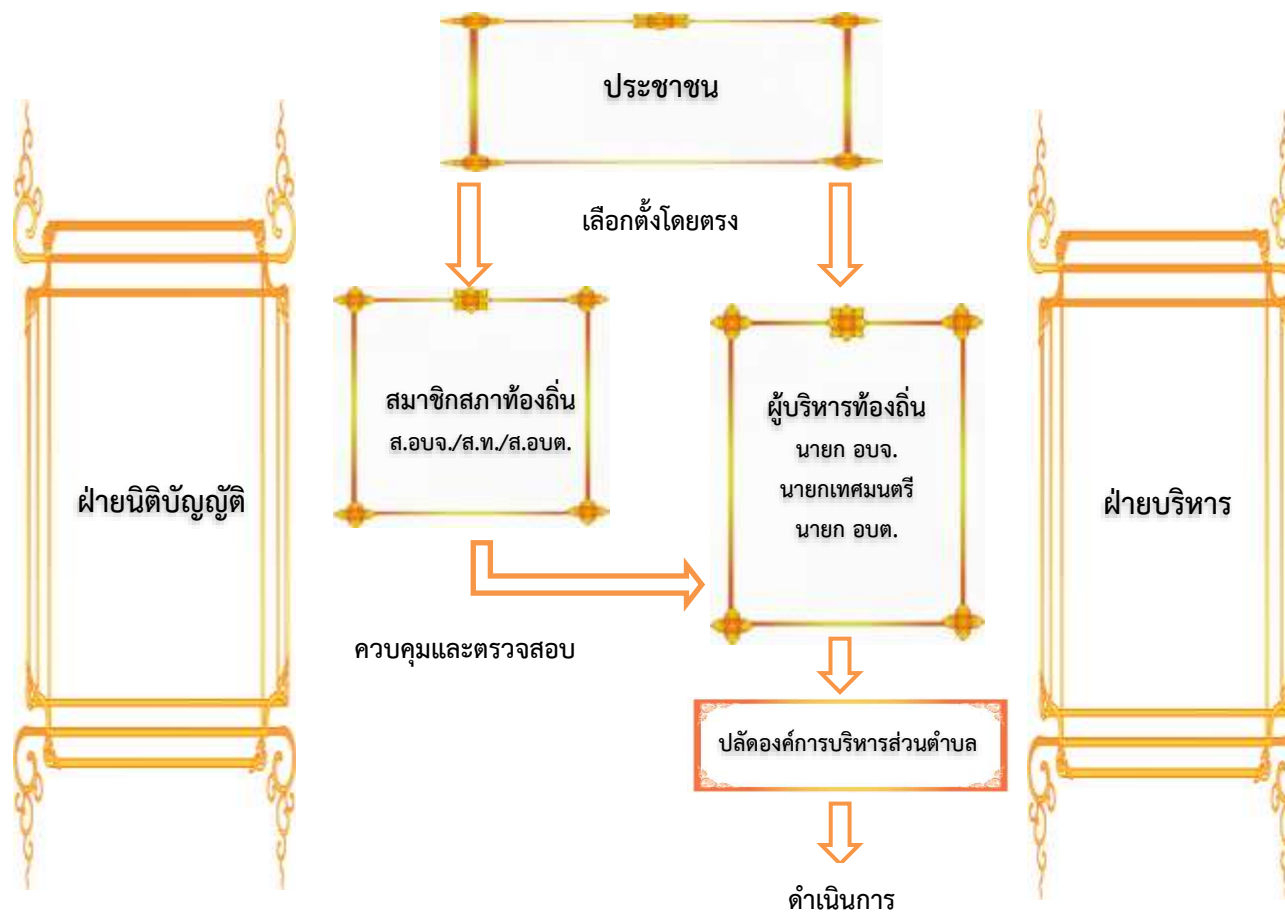 ประชาชน
เลือกตั้งโดยตรง
สมาชิกสภาท้องถิ่น
ส.อบจ./ส.ท./ส.อบต.
ผู้บริหารท้องถิ่น
นายก อบจ.
นายกเทศมนตรี
นายก อบต.
ฝ่ายนิติบัญญัติ
ฝ่ายบริหาร
ควบคุมและตรวจสอบ
ปลัดองค์การบริหารส่วนตำบล
ดำเนินการ